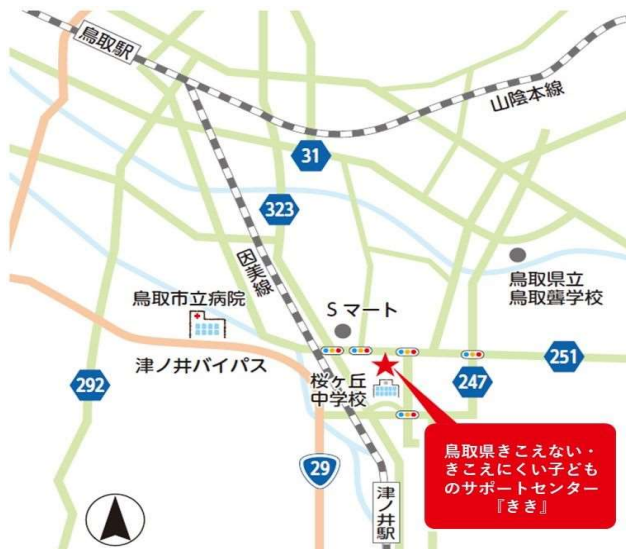 鳥取駅
山陰本線
31
323
因美線
鳥取県立
鳥取聾学校
鳥取市立病院
Sマート
津ノ井バイパス
251
292
桜ヶ丘
中学校
247
29
津ノ井駅
鳥取県きこえない・
きこえにくい子ども
のサポートセンター
『きき』